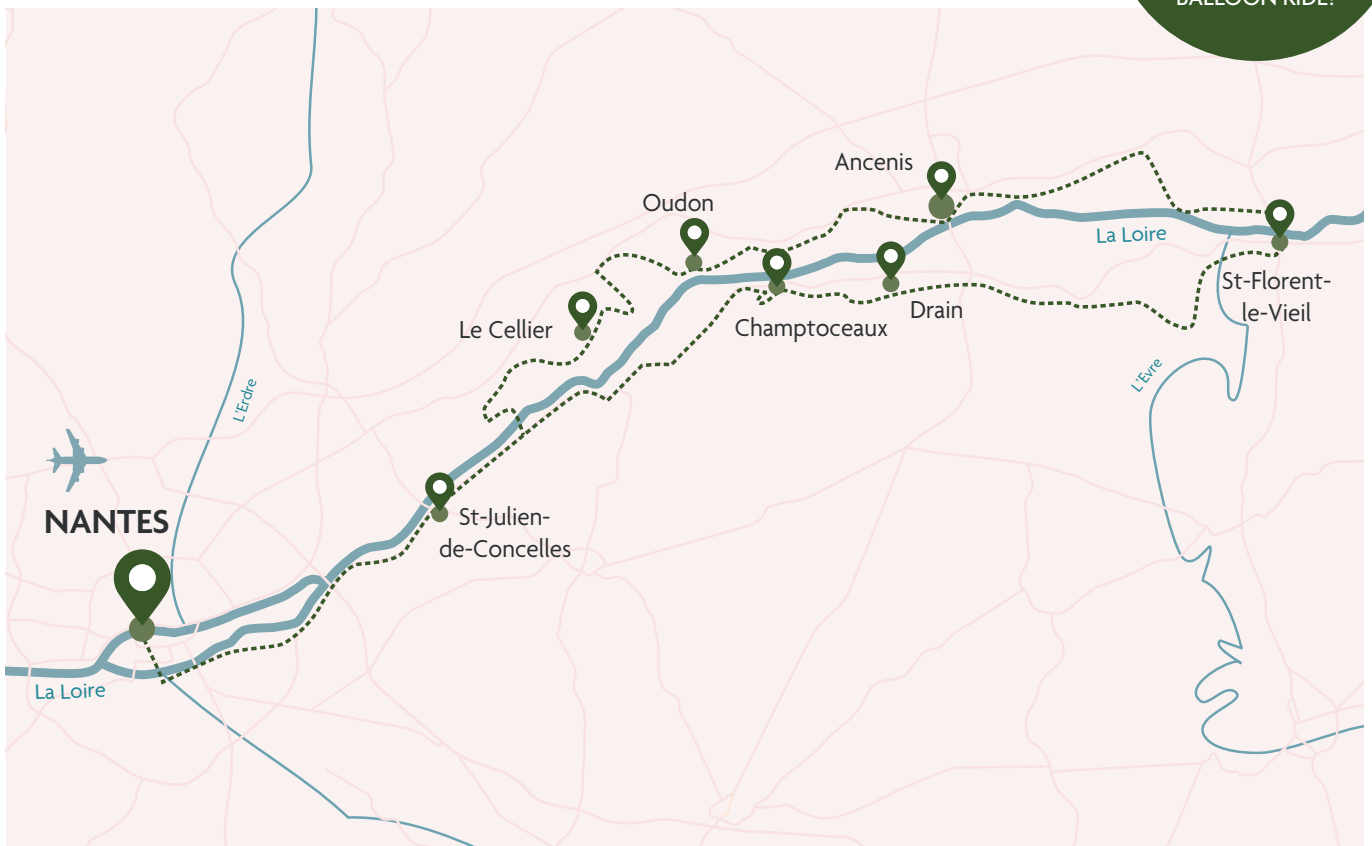 BALLOON RIDE!
Ancenis
Oudon
La Loire
St-Florent-
le-Vieil
Drain
Champtoceaux
Le Cellier
L'Evre
L'Erdre
NANTES
St-Julien-
de-Concelles
La Loire